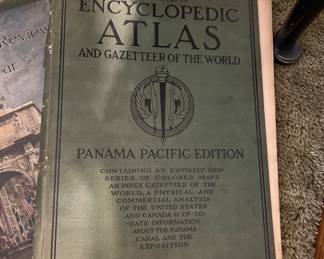 ENCYCLOPEDIC
ATLAS
AND GAZETTEER OF THE WORLD
PANAMA PACIFIC EDITION
CONTAINING AN ENTIRELY NEW
SERIES OF COLORED MAPS
AN INDEX GAZETTEER OF THE
WORLD, A PHYSICAL AND
COMMERCIAL ANALYSIS
OF THE UNITED STATES
AND CANADA & UP-TO-
DATE INFORMATION
ABOUT THE PANAMA
CANAL AND THE
EXPOSITION
Review